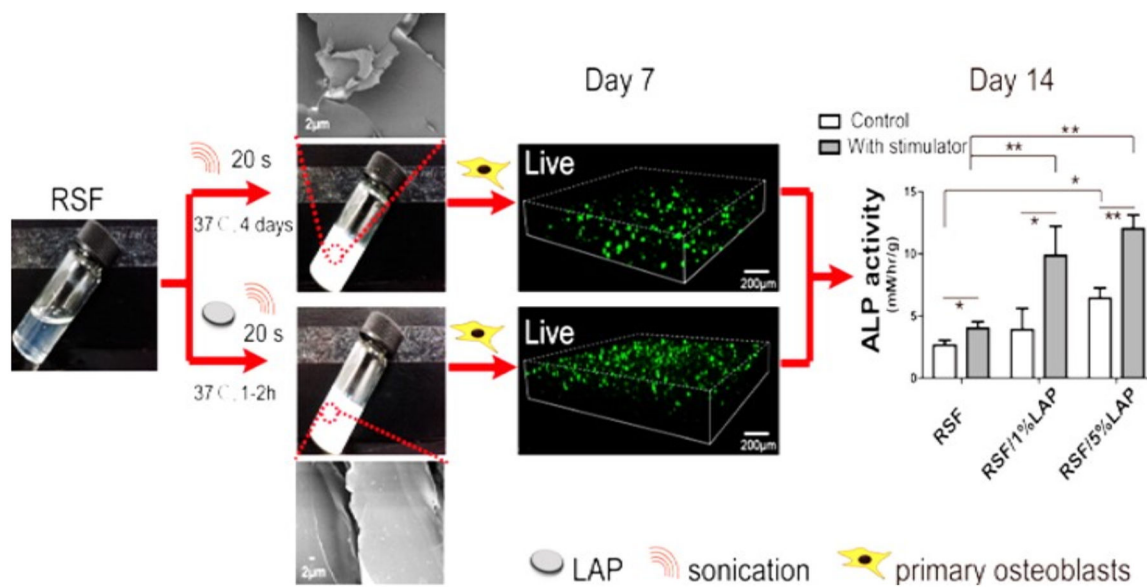 RSF
20 s
37℃, 4 days
20 s
37℃, 1-2h
2μm
2μm
Day 7
Live
200μm
Live
200μm
Day 14
Control
With stimulator
**
**
*
*
*
**
ALP activity
(mWhr/g)
15
10
5
0
RSF
RSF/1%LAP
RSF/5%LAP
LAP
sonication
primary osteoblasts